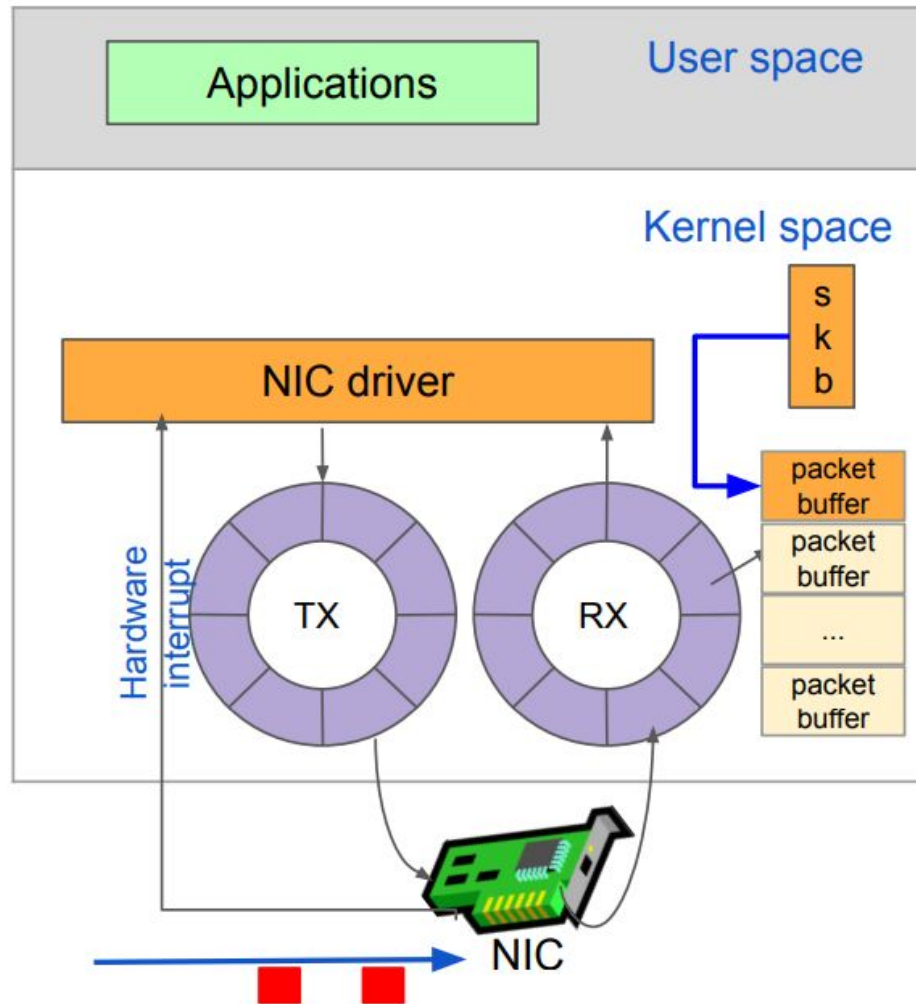 User space
Applications
Kernel space
s
k
b
NIC driver
packet
buffer
packet
buffer
...
packet
buffer
Hardware
interrupt
TX
RX
NIC